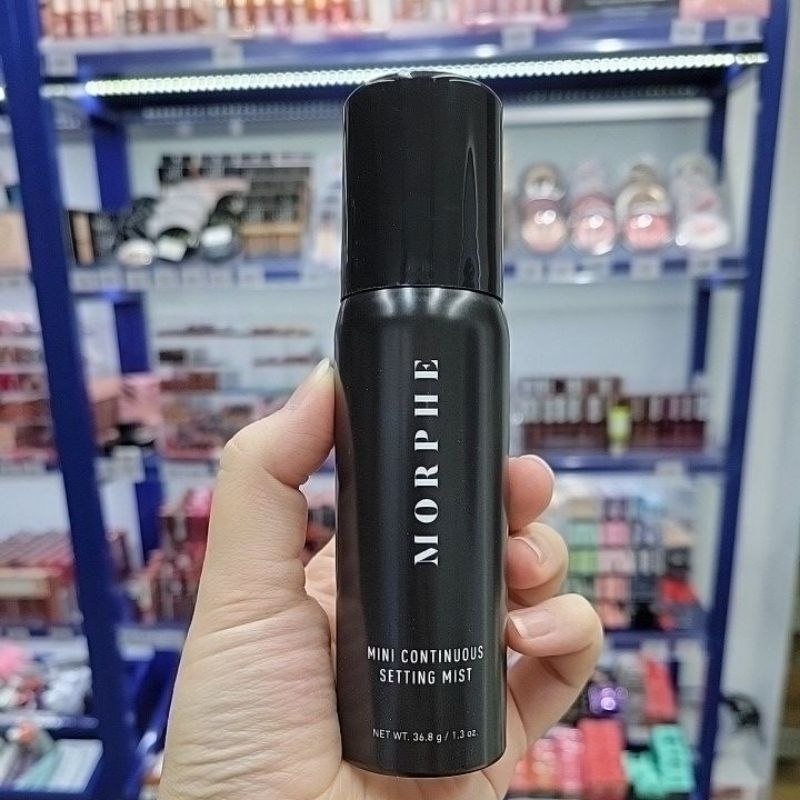 MORPHE
MINI CONTINUOUS
SETTING MIST
NET WT. 36.8 g / 1.3 oz.